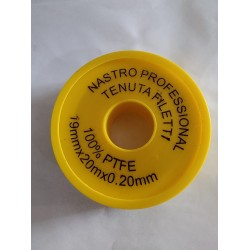 NASTRO PROFESSIONAL
TENUTA FILETTI
100% PTFE
19mmx20mx0,20mm